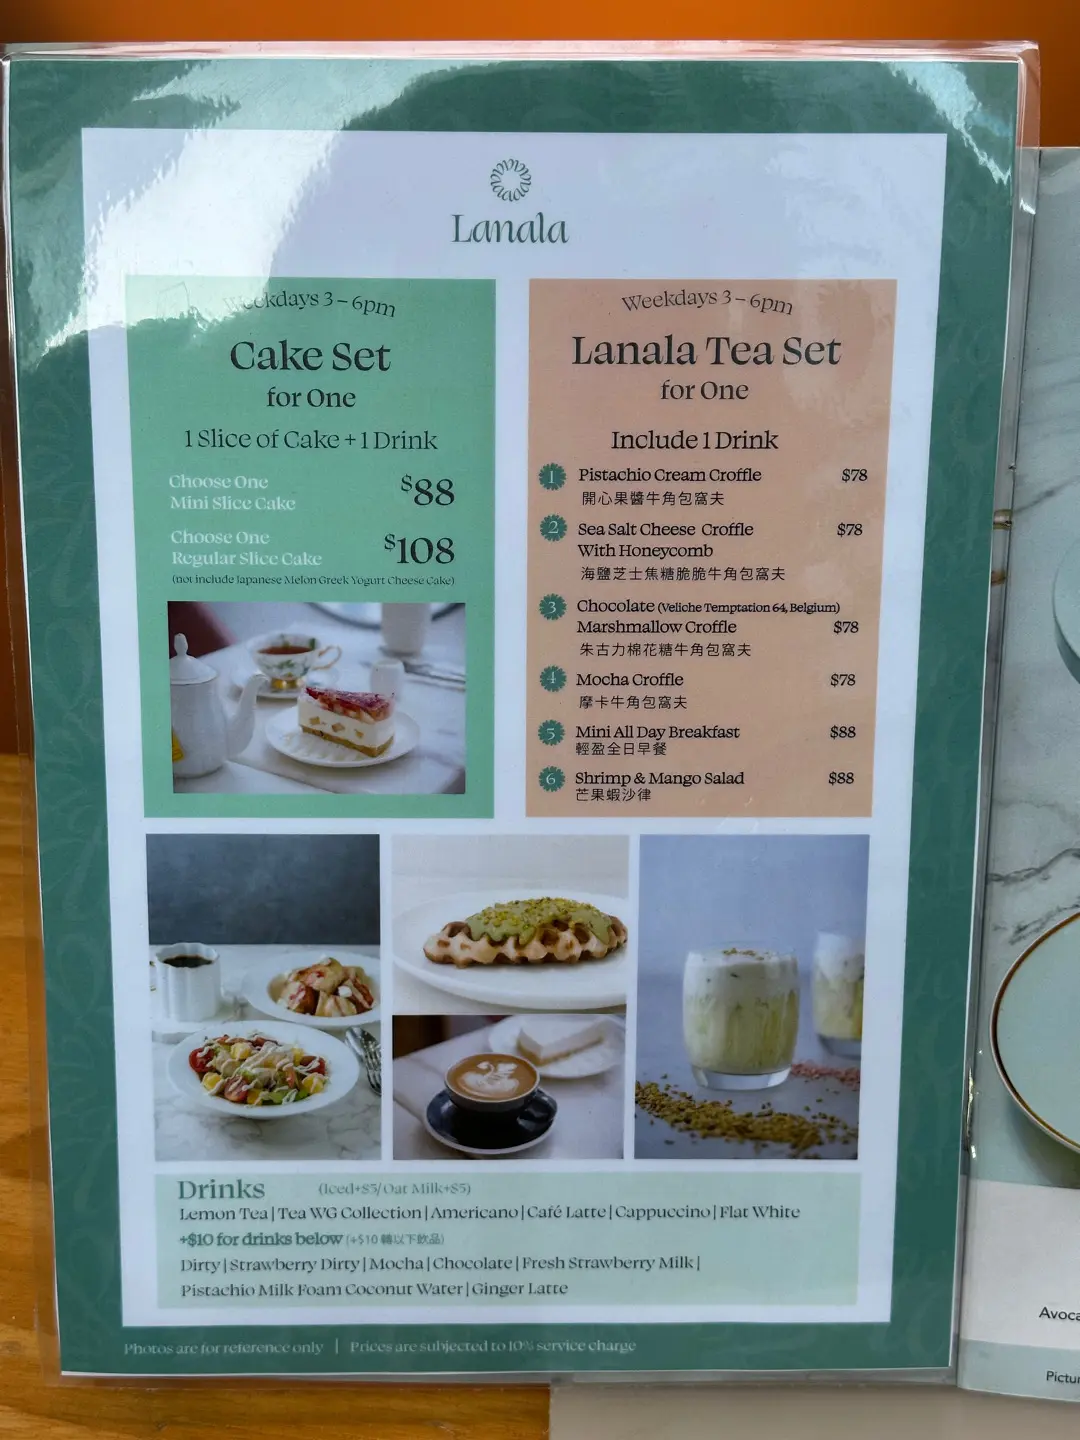 Lanala
Weekdays 3 – 6pm
Cake Set
for One
1 Slice of Cake + 1 Drink
Choose One
Mini Slice Cake
$88
Choose One
Regular Slice Cake
$108
(not include Japanese Melon Greek Yogurt Cheese Cake)
Weekdays 3 – 6pm
Lanala Tea Set
for One
Include 1 Drink
1 Pistachio Cream Croffle $78
開心果醬牛角包窩夫
2 Sea Salt Cheese Croffle $78
With Honeycomb
海鹽芝士焦糖脆脆牛角包窩夫
3 Chocolate (Veliche Temptation 64, Belgium)
Marshmallow Croffle $78
朱古力棉花糖牛角包窩夫
4 Mocha Croffle $78
摩卡牛角包窩夫
5 Mini All Day Breakfast $88
輕盈全日早餐
6 Shrimp & Mango Salad $88
芒果蝦沙律
Drinks (Iced+$5/Oat Milk+$5)
Lemon Tea | Tea WG Collection | Americano | Café Latte | Cappuccino | Flat White
+$10 for drinks below (+$10 轉以下飲品)
Dirty | Strawberry Dirty | Mocha | Chocolate | Fresh Strawberry Milk |
Pistachio Milk Foam Coconut Water | Ginger Latte
Photos are for reference only | Prices are subjected to 10% service charge